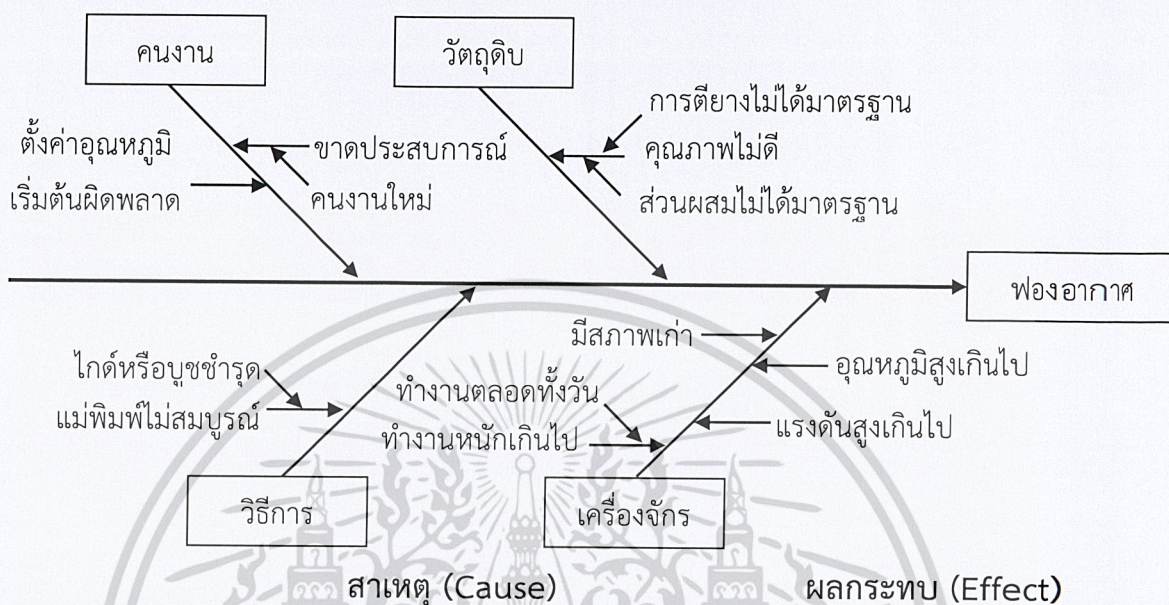 คนงาน
วัตถุดิบ
การตียางไม่ได้มาตรฐาน
ตั้งค่าอุณหภูมิ
ขาดประสบการณ์
คุณภาพไม่ดี
เริ่มต้นผิดพลาด
คนงานใหม่
ส่วนผสมไม่ได้มาตรฐาน
ฟองอากาศ
มีสภาพเก่า
ไกด์หรือบูชชำรุด
อุณหภูมิสูงเกินไป
ทำงานตลอดทั้งวัน
แม่พิมพ์ไม่สมบูรณ์
แรงดันสูงเกินไป
ทำงานหนักเกินไป
วิธีการ
เครื่องจักร
สาเหตุ (Cause)
ผลกระทบ (Effect)